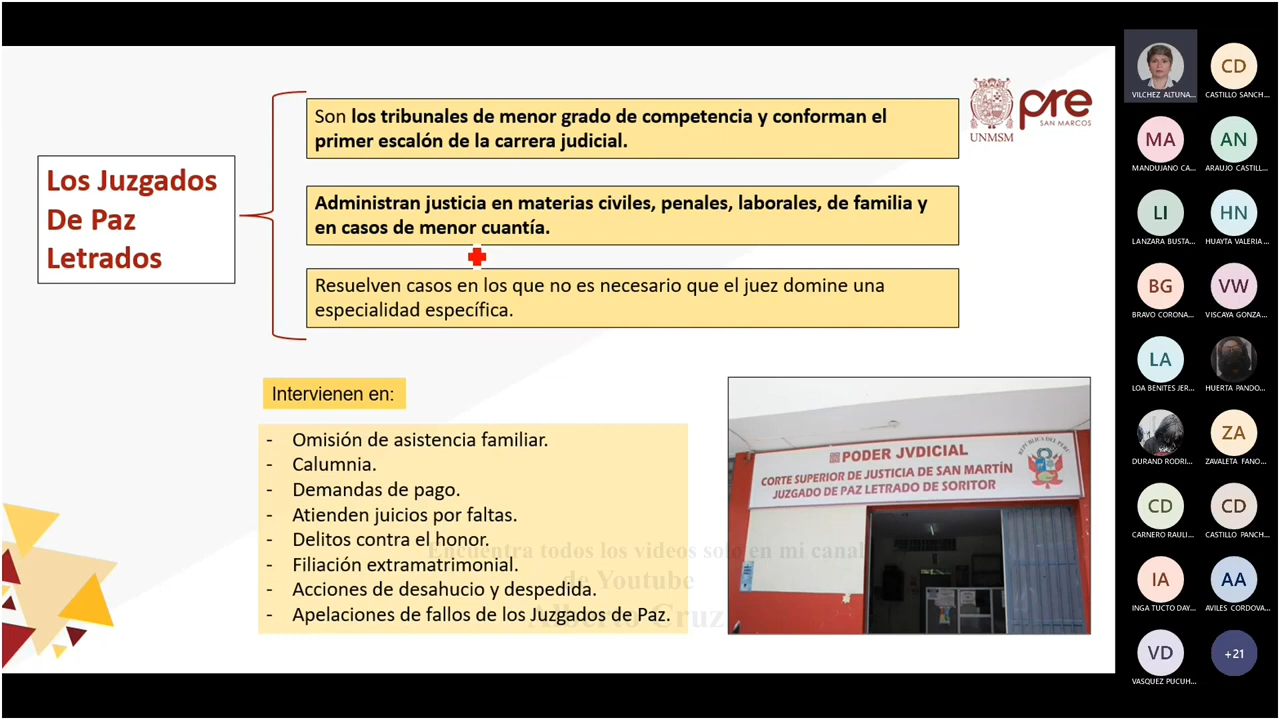 Los Juzgados
De Paz
Letrados
Son los tribunales de menor grado de competencia y conforman el
primer escalón de la carrera judicial.
Administran justicia en materias civiles, penales, laborales, de familia y
en casos de menor cuantía.
Resuelven casos en los que no es necesario que el juez domine una
especialidad específica.
UNMSM
pre
SAN MARCOS
Intervienen en:
- Omisión de asistencia familiar.
- Calumnia.
- Demandas de pago.
- Atienden juicios por faltas.
- Delitos contra el honor.
- Filiación extramatrimonial.
- Acciones de desahucio y despedida.
- Apelaciones de fallos de los Juzgados de Paz.
Encuentra todos los videos solo en mi canal
de Youtube
Alberto Cruz
REPÚBLICA DEL PERÚ
PODER JVDICIAL
CORTE SUPERIOR DE JUSTICIA DE SAN MARTÍN
JUZGADO DE PAZ LETRADO DE SORITOR
VILCHEZ ALTUNA...
CD
CASTILLO SANCH...
MA
MANDUJANO CA...
AN
ARAUJO CASTILL...
LI
LANZARA BUSTA...
HN
HUAYTA VALERIA...
BG
BRAVO CORONA...
VW
VISCAYA GONZA...
LA
LOA BENITES JER...
HUERTA PANDO...
DURAND RODRI...
ZA
ZAVALETA FANO...
CD
CARNERO RAULI...
CD
CASTILLO PANCH...
IA
INGA TUCTO DAY...
AA
AVILES CORDOVA...
VD
VASQUEZ PUCUH...
+21